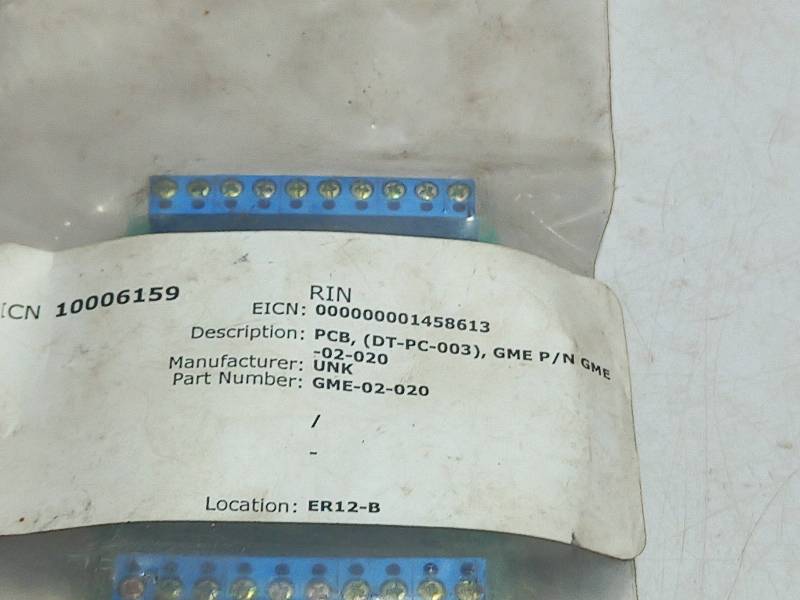 ICN 10006159
RIN
EICN: 000000001458613
Description: PCB, (DT-PC-003), GME P/N GME
-02-020
Manufacturer: UNK
Part Number: GME-02-020
/
-
Location: ER12-B